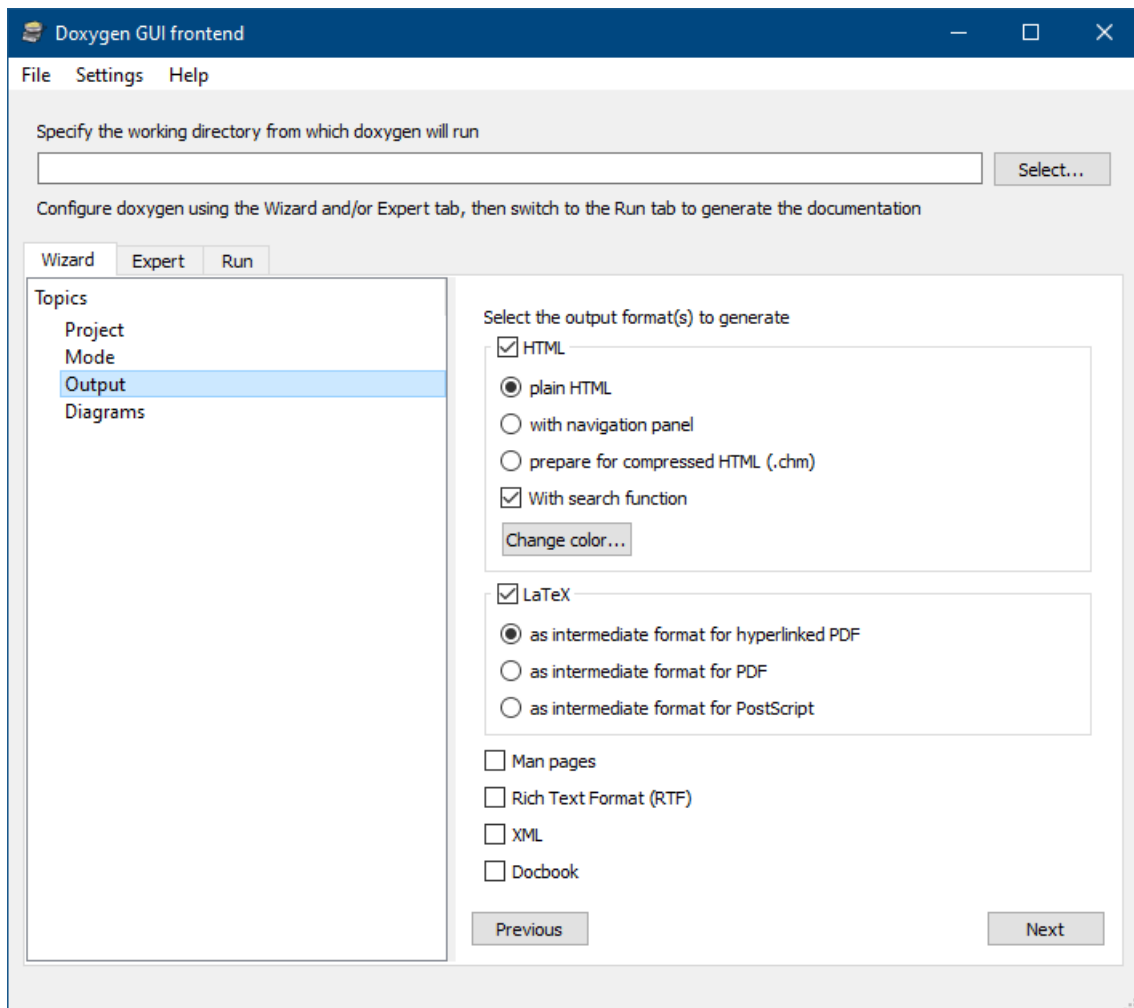 Doxygen GUI frontend
File Settings Help
Specify the working directory from which doxygen will run
Select...
Configure doxygen using the Wizard and/or Expert tab, then switch to the Run tab to generate the documentation
Wizard Expert Run
Topics
Project
Mode
Output
Diagrams
Select the output format(s) to generate
HTML
plain HTML
with navigation panel
prepare for compressed HTML (.chm)
With search function
Change color...
LaTeX
as intermediate format for hyperlinked PDF
as intermediate format for PDF
as intermediate format for PostScript
Man pages
Rich Text Format (RTF)
XML
Docbook
Previous Next